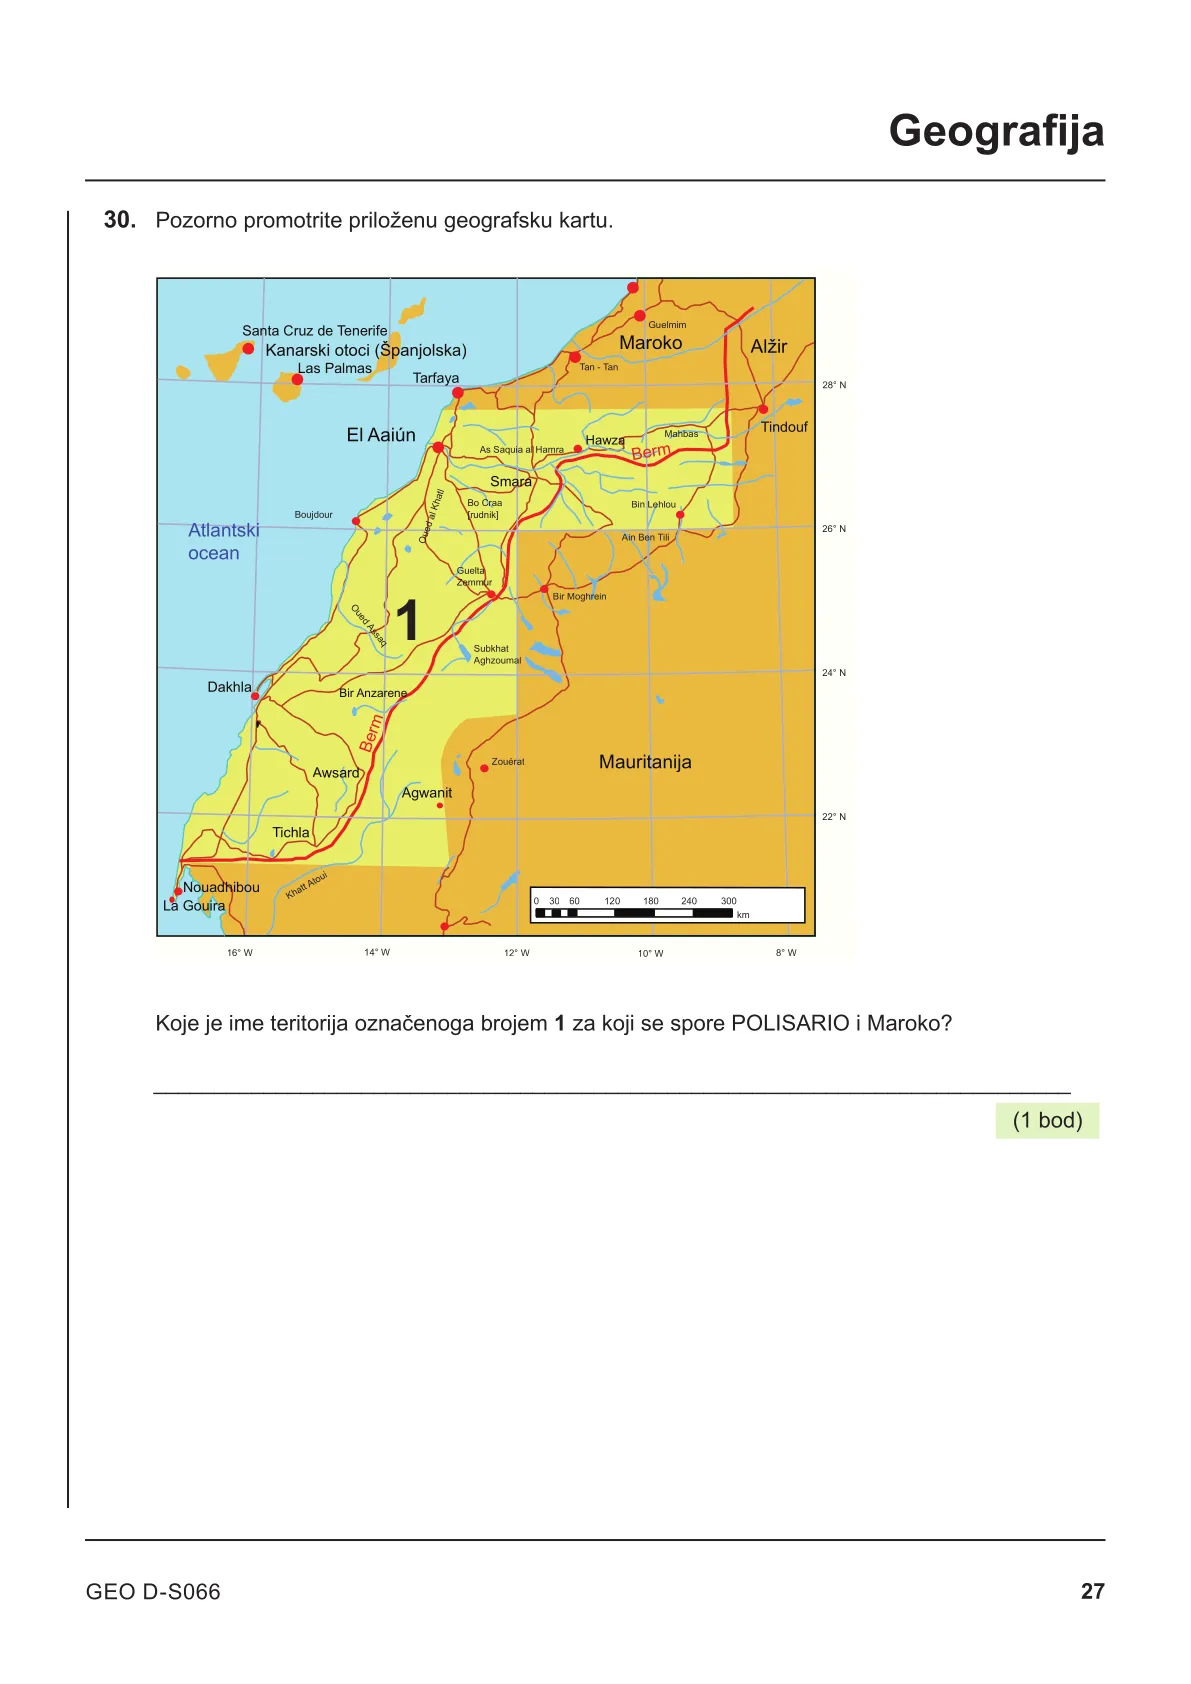 Geografija
30. Pozorno promotrite priloženu geografsku kartu.
Guelmim
Santa Cruz de Tenerife
Maroko
Alžir
Kanarski otoci (Španjolska)
Las Palmas
Tan - Tan
Tarfaya
28° N
Tindouf
El Aaiún
Mahbas
Hawza
As Saquia al Hamra
Berm
Smara
Oued al Khatt
Bo Craa
[rudnik]
Bin Lehlou
Boujdour
26° N
Atlantski
ocean
Ain Ben Tili
Guelta
Zemmur
Bir Moghrein
1
Oued Assaq
Subkhat
Aghzoumal
24° N
Dakhla
Bir Anzarene
Berm
Zouérat
Mauritanija
Awsard
Agwanit
22° N
Tichla
Khatt Atoui
Nouadhibou
La Gouira
0 30 60 120 180 240 300
km
16° W 14° W 12° W 10° W 8° W
Koje je ime teritorija označenoga brojem 1 za koji se spore POLISARIO i Maroko?
(1 bod)
GEO D-S066
27